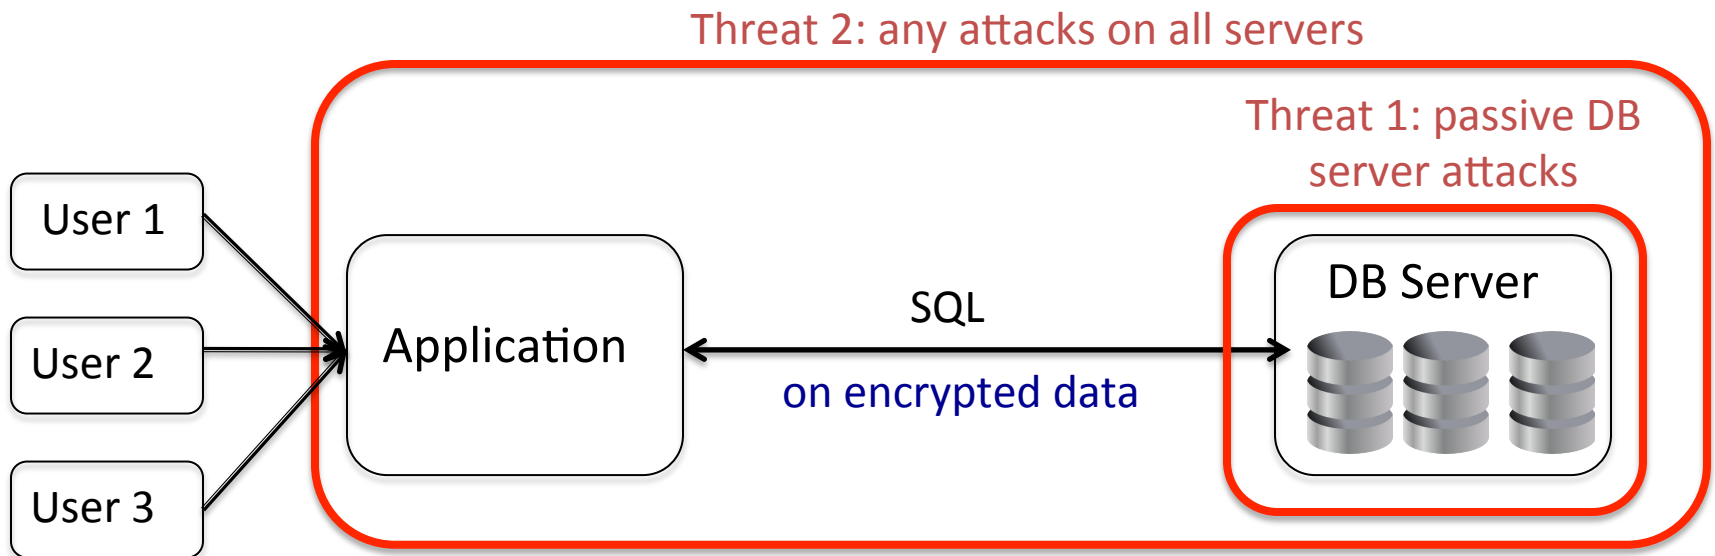 Threat 2: any attacks on all servers
Threat 1: passive DB
server attacks
User 1
User 2
User 3
Application
SQL
on encrypted data
DB Server